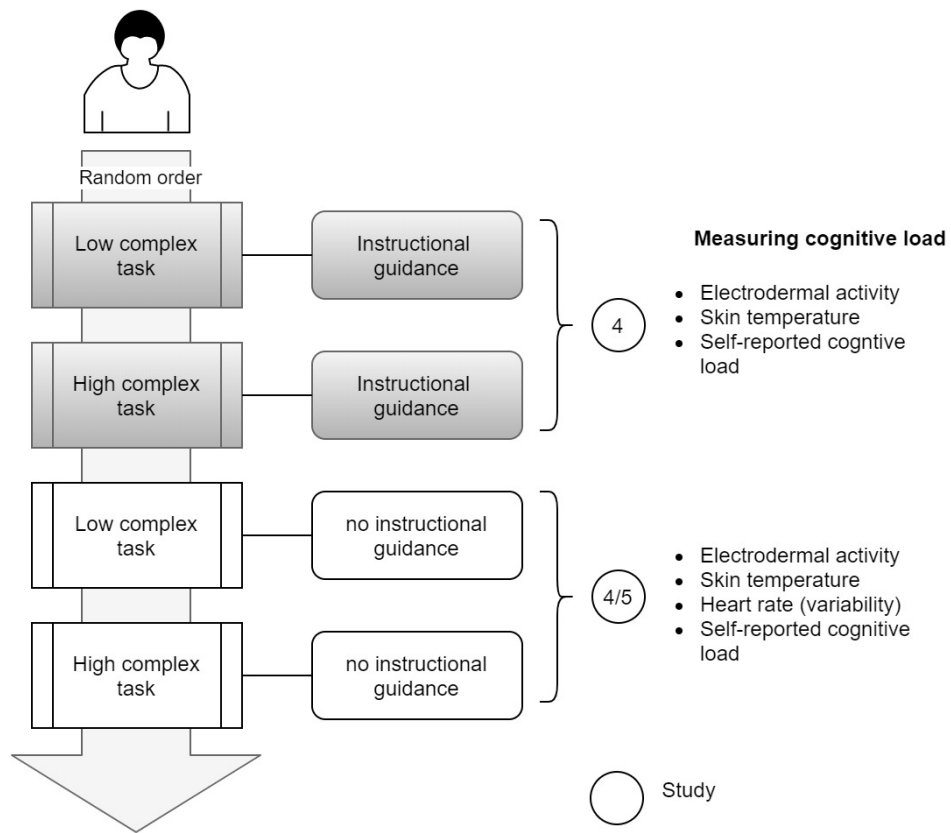 Random order
Low complex
task
Instructional
guidance
High complex
task
Instructional
guidance
4
Measuring cognitive load
• Electrodermal activity
• Skin temperature
• Self-reported cogntive
load
Low complex
task
no instructional
guidance
High complex
task
no instructional
guidance
4/5
• Electrodermal activity
• Skin temperature
• Heart rate (variability)
• Self-reported cognitive
load
Study